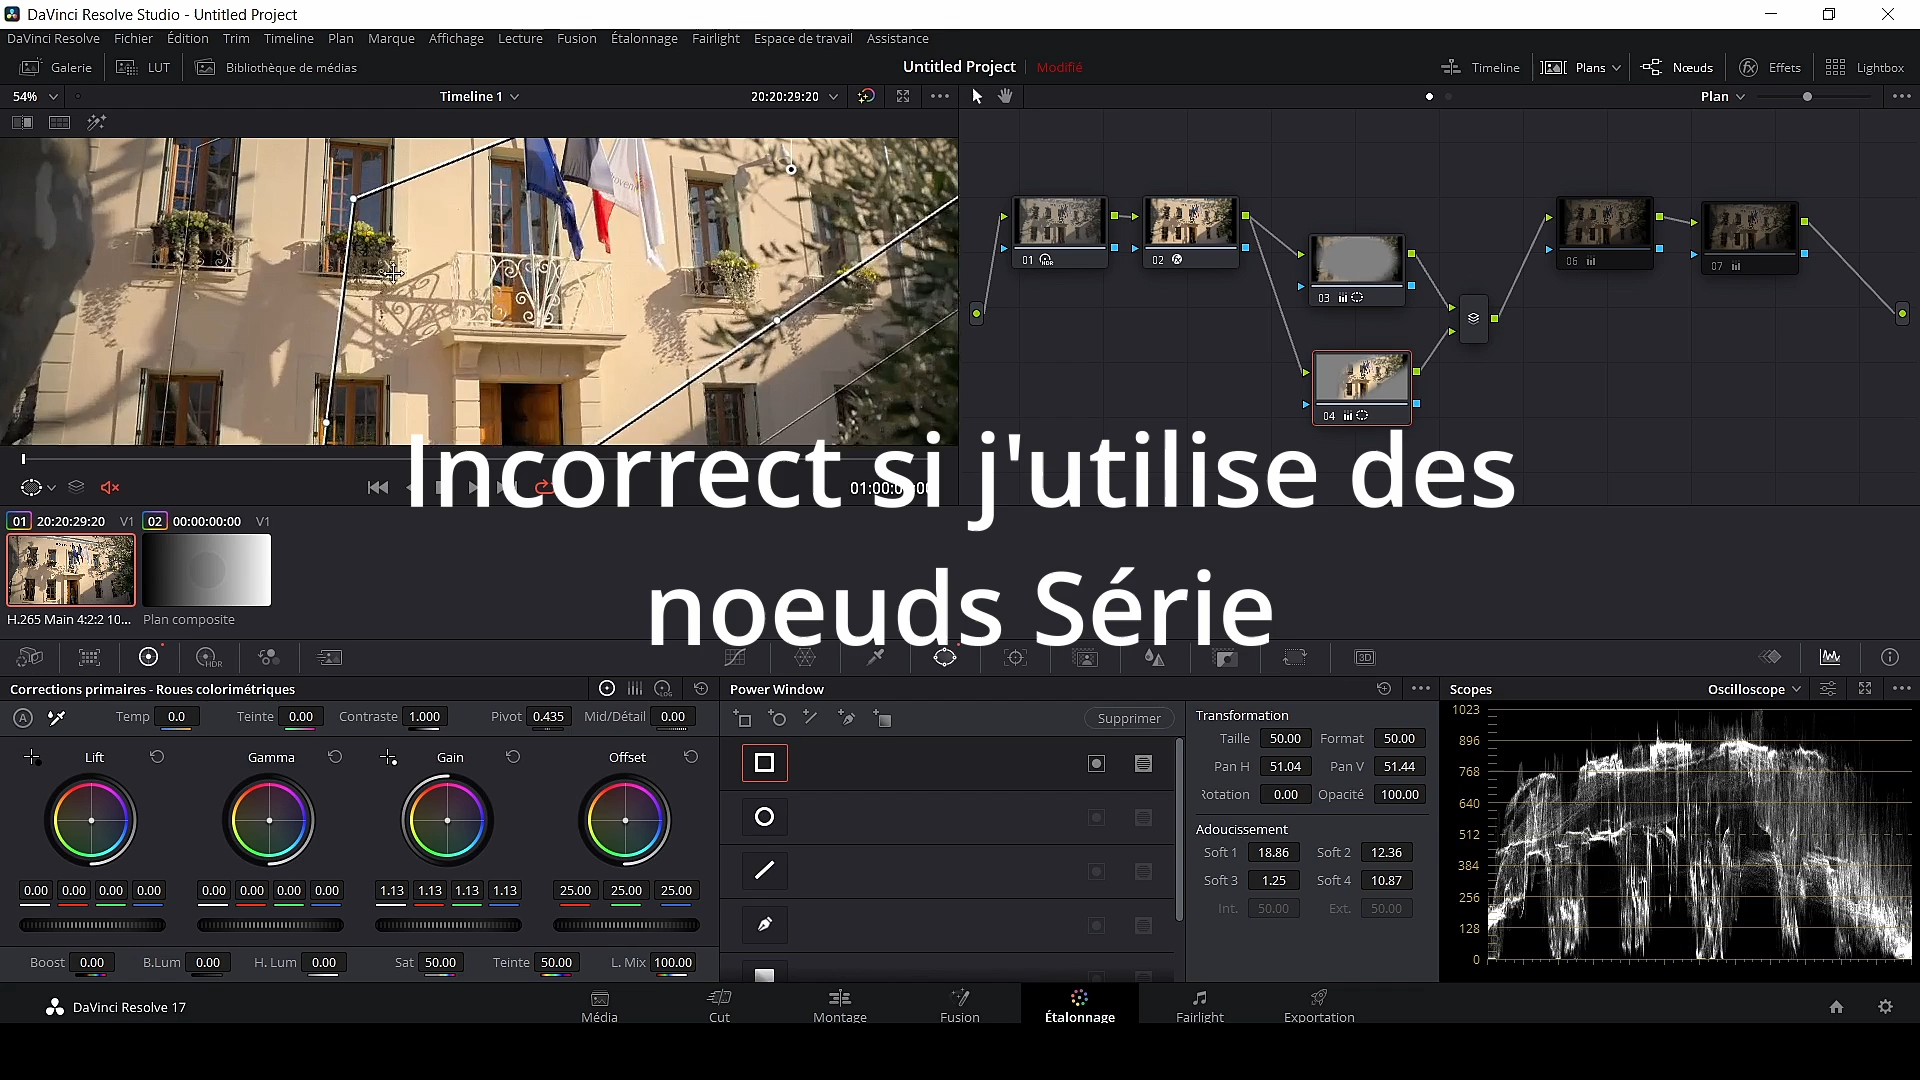 DaVinci Resolve Studio - Untitled Project
DaVinci Resolve Fichier Édition Trim Timeline Plan Marque Affichage Lecture Fusion Étalonnage Fairlight Espace de travail Assistance
Galerie LUT Bibliothèque de médias Untitled Project Modifié Timeline Plans Nœuds Effets Lightbox
54% Timeline 1 20:20:29:20 Plan
01 02 03 04 06 07
Incorrect si j'utilise des
noeuds Série
01 20:20:29:20 V1 02 00:00:00:00 V1
H.265 Main 4:2:2 10... Plan composite
HDR 3D
Corrections primaires - Roues colorimétriques
Temp 0.0 Teinte 0.00 Contraste 1.000 Pivot 0.435 Mid/Détail 0.00
Lift Gamma Gain Offset
0.00 0.00 0.00 0.00 0.00 0.00 0.00 0.00 1.13 1.13 1.13 1.13 25.00 25.00 25.00
Boost 0.00 B.Lum 0.00 H. Lum 0.00 Sat 50.00 Teinte 50.00 L. Mix 100.00
Power Window
Supprimer
Transformation
Taille 50.00 Format 50.00
Pan H 51.04 Pan V 51.44
Rotation 0.00 Opacité 100.00
Adoucissement
Soft 1 18.86 Soft 2 12.36
Soft 3 1.25 Soft 4 10.87
Int. 50.00 Ext. 50.00
Scopes Oscilloscope
1023
896
768
640
512
384
256
128
0
DaVinci Resolve 17
Média Cut Montage Fusion Étalonnage Fairlight Exportation